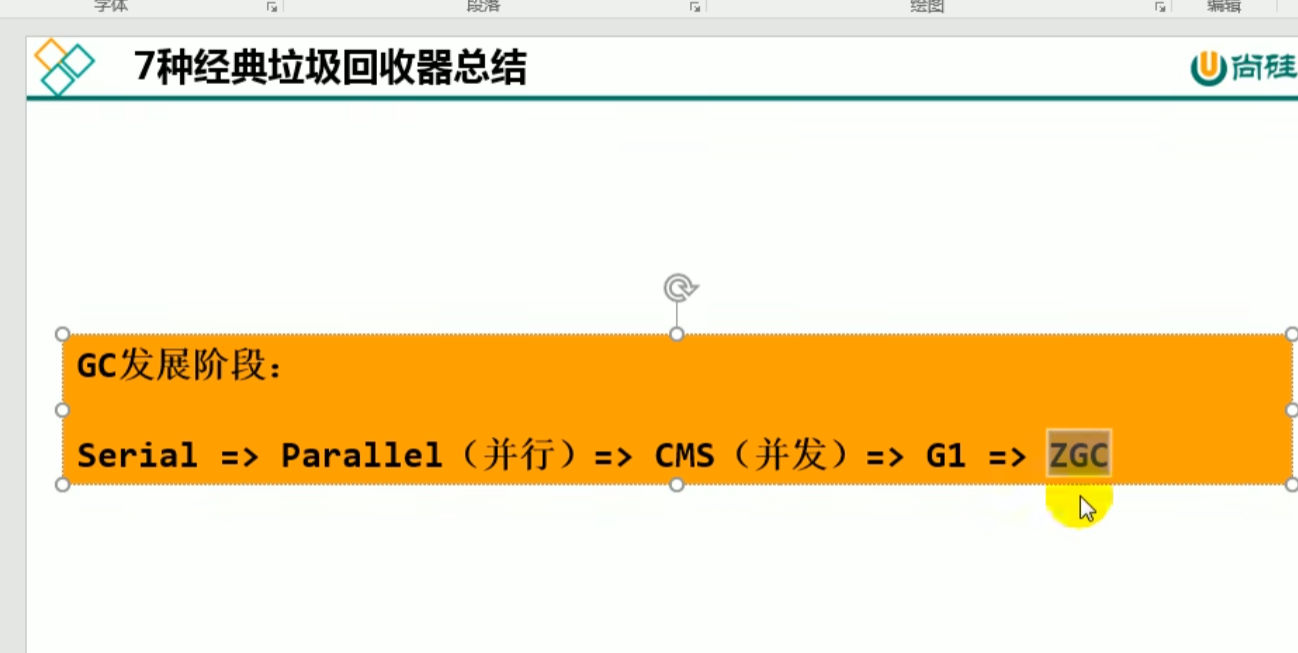 字体 段落 绘图 编辑
7种经典垃圾回收器总结
尚硅
GC发展阶段：
Serial => Parallel（并行）=> CMS（并发）=> G1 => ZGC